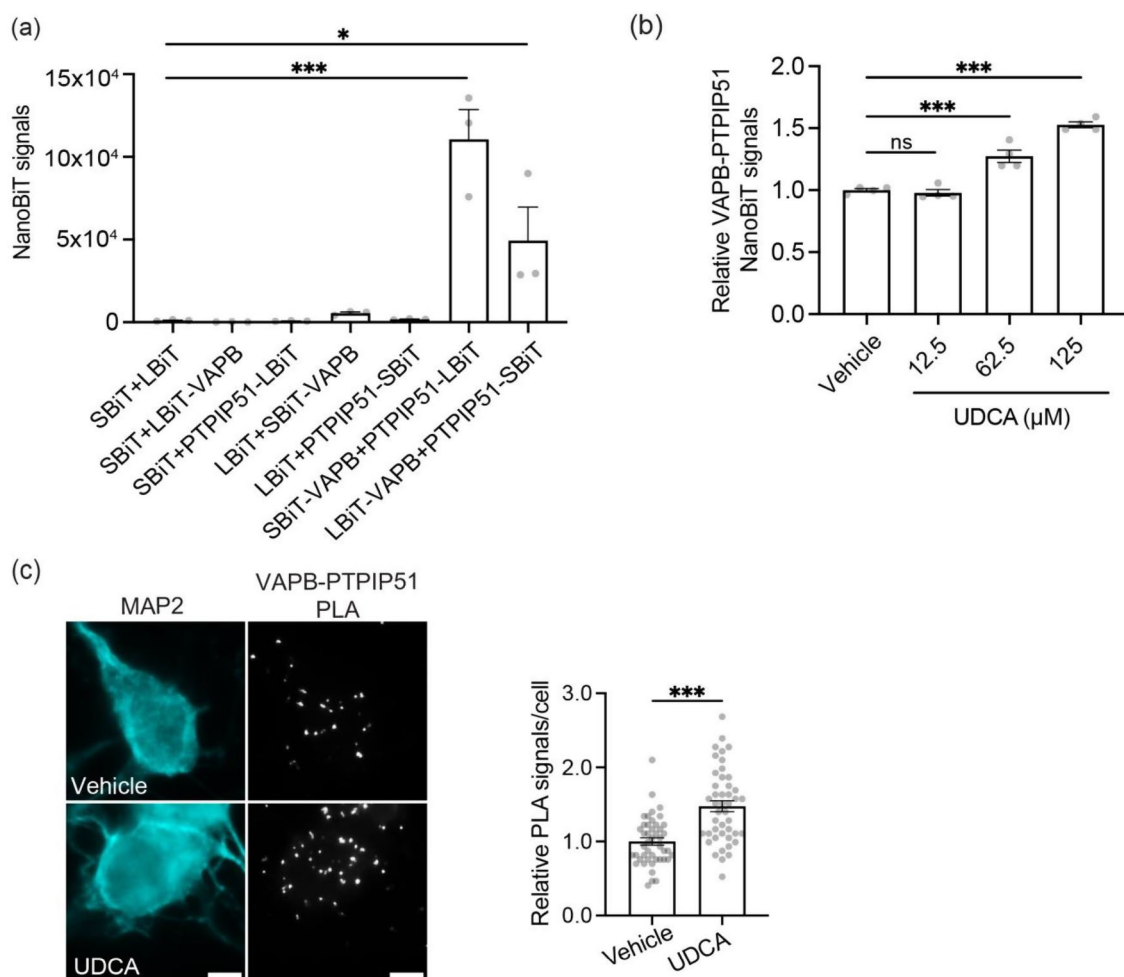 (a)
*
***
15x10⁴
10x10⁴
5x10⁴
0
NanoBiT signals
SBiT+LBiT
SBiT+LBiT-VAPB
SBiT+PTPIP51-LBiT
LBiT+SBiT-VAPB
LBiT+PTPIP51-SBiT
SBiT-VAPB+PTPIP51-LBiT
LBiT-VAPB+PTPIP51-SBiT
(b)
***
***
ns
2.0
1.5
1.0
0.5
0.0
Relative VAPB-PTPIP51
NanoBiT signals
Vehicle
12.5
62.5
125
UDCA (µM)
(c)
MAP2
VAPB-PTPIP51
PLA
Vehicle
UDCA
***
3.0
2.0
1.0
0.0
Relative PLA signals/cell
Vehicle
UDCA